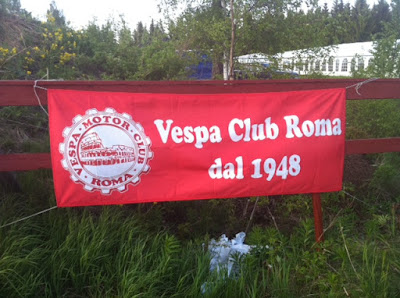 VESPA · MOTOR · CLUB
ROMA
Vespa Club Roma
dal 1948